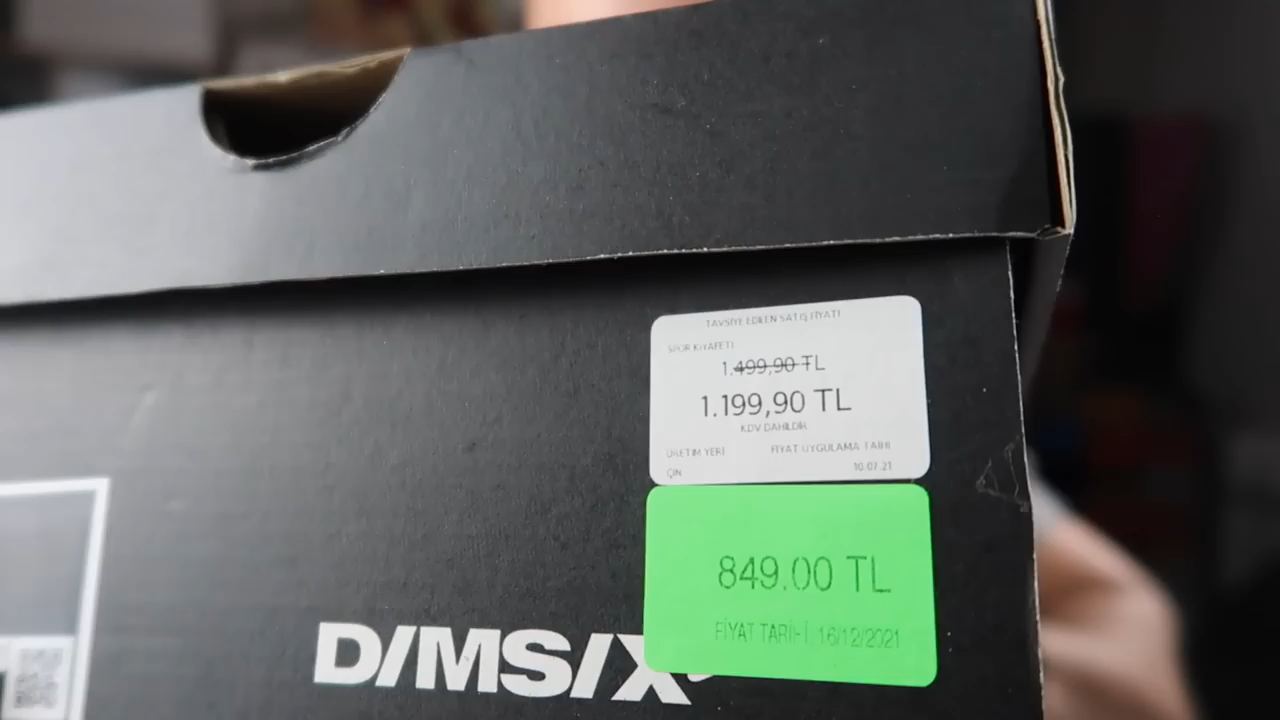 TAVSİYE EDİLEN SATIŞ FİYATI
SPOR KIYAFETİ
1.499,90 TL
1.199,90 TL
KDV DAHİLDİR
ÜRETİM YERİ FİYAT UYGULAMA TARİHİ
ÇİN 10.07.21
849.00 TL
FİYAT TARİHİ 16/12/2021
D/MS/X